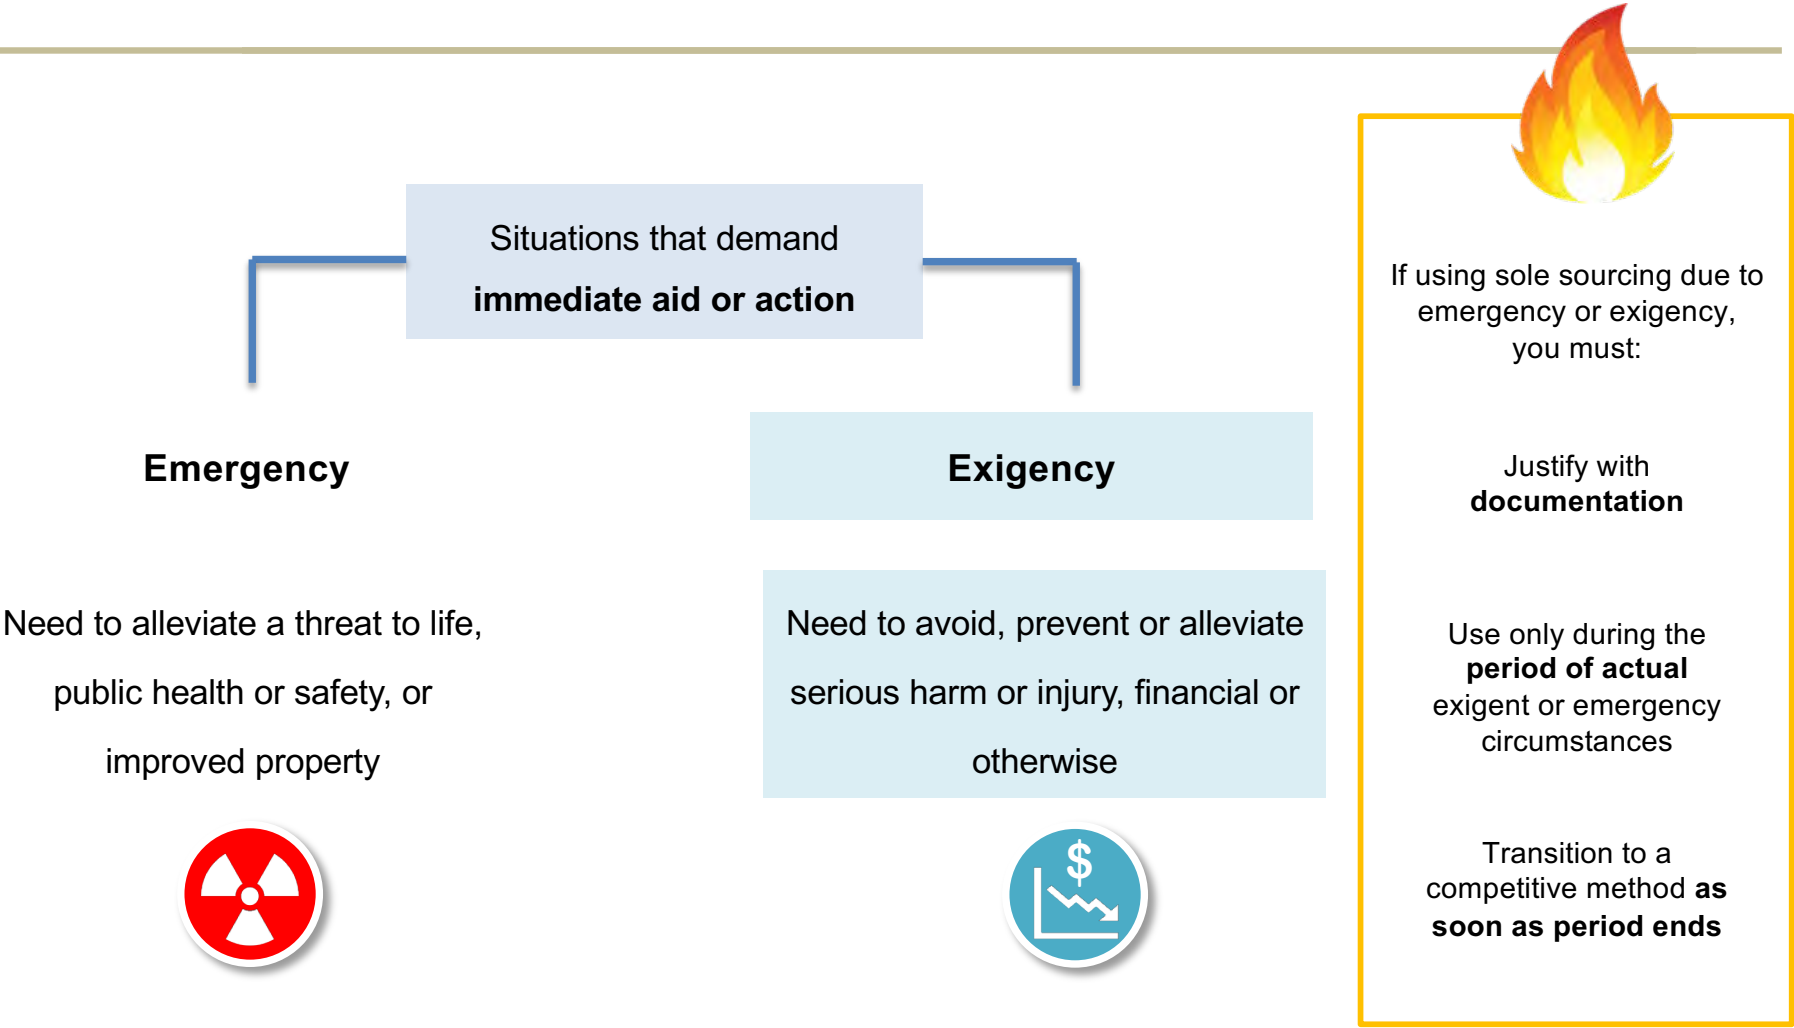 Situations that demand
immediate aid or action
Emergency
Need to alleviate a threat to life,
public health or safety, or
improved property
Exigency
Need to avoid, prevent or alleviate
serious harm or injury, financial or
otherwise
$
If using sole sourcing due to
emergency or exigency,
you must:
Justify with
documentation
Use only during the
period of actual
exigent or emergency
circumstances
Transition to a
competitive method as
soon as period ends